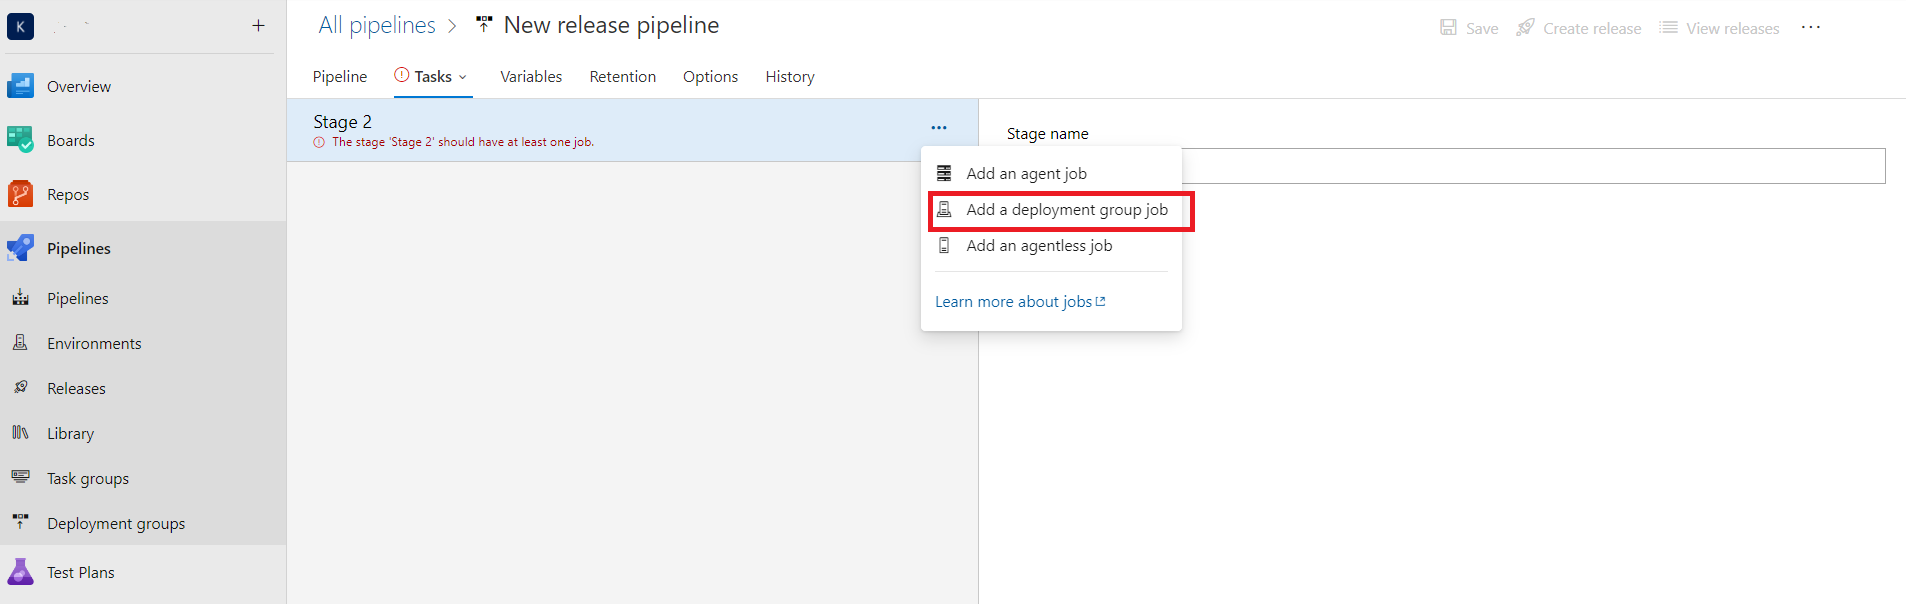 K
+
Overview
Boards
Repos
Pipelines
Pipelines
Environments
Releases
Library
Task groups
Deployment groups
Test Plans
All pipelines > New release pipeline
Save Create release View releases ...
Pipeline Tasks Variables Retention Options History
Stage 2
The stage 'Stage 2' should have at least one job.
...
Add an agent job
Add a deployment group job
Add an agentless job
Learn more about jobs
Stage name